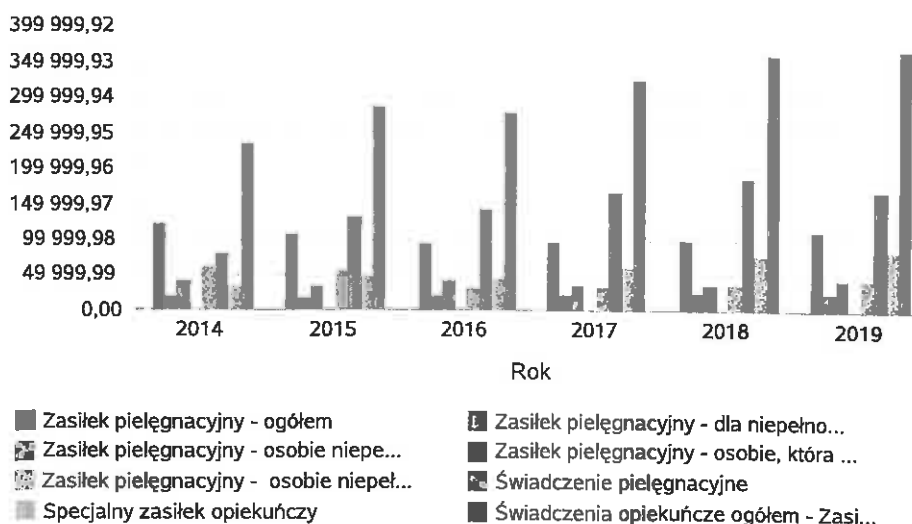 399 999,92
349 999,93
299 999,94
249 999,95
199 999,96
149 999,97
99 999,98
49 999,99
0,00
2014 2015 2016 2017 2018 2019
Rok
Zasiłek pielęgnacyjny - ogółem
Zasiłek pielęgnacyjny - dla niepełno...
Zasiłek pielęgnacyjny - osobie niepe...
Zasiłek pielęgnacyjny - osobie, która ...
Zasiłek pielęgnacyjny - osobie niepeł...
Świadczenie pielęgnacyjne
Specjalny zasiłek opiekuńczy
Świadczenia opiekuńcze ogółem - Zasi...